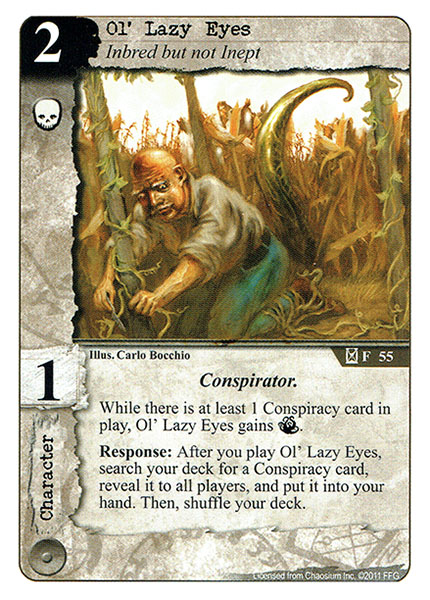 2
Ol' Lazy Eyes
Inbred but not Inept
Illus. Carlo Bocchio
F 55
1
Character
Conspirator.
While there is at least 1 Conspiracy card in
play, Ol' Lazy Eyes gains .
Response: After you play Ol' Lazy Eyes,
search your deck for a Conspiracy card,
reveal it to all players, and put it into your
hand. Then, shuffle your deck.
Licensed from Chaosium Inc. ©2011 FFG